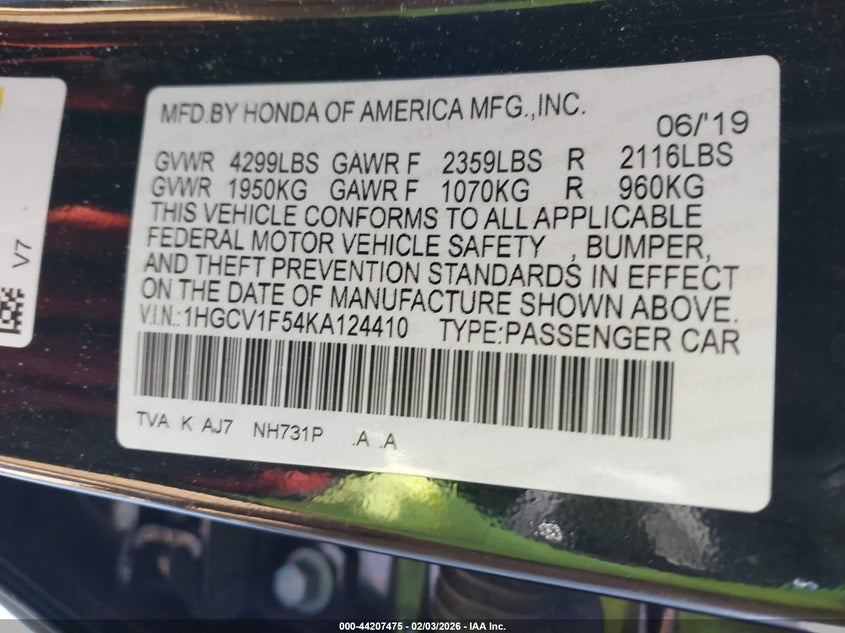 MFD.BY HONDA OF AMERICA MFG.,INC.
06/'19
GVWR 4299LBS GAWR F 2359LBS R 2116LBS
GVWR 1950KG GAWR F 1070KG R 960KG
THIS VEHICLE CONFORMS TO ALL APPLICABLE
FEDERAL MOTOR VEHICLE SAFETY , BUMPER,
AND THEFT PREVENTION STANDARDS IN EFFECT
ON THE DATE OF MANUFACTURE SHOWN ABOVE.
V.I.N.:1HGCV1F54KA124410 TYPE:PASSENGER CAR
TVA K AJ7 NH731P .A .A
V7
000-44207475 - 02/03/2026 - IAA Inc.